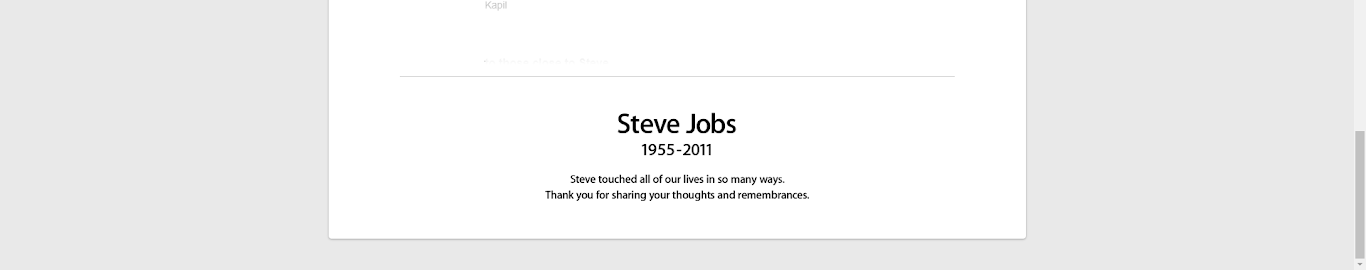 Kapil
Steve Jobs
1955-2011
Steve touched all of our lives in so many ways.
Thank you for sharing your thoughts and remembrances.